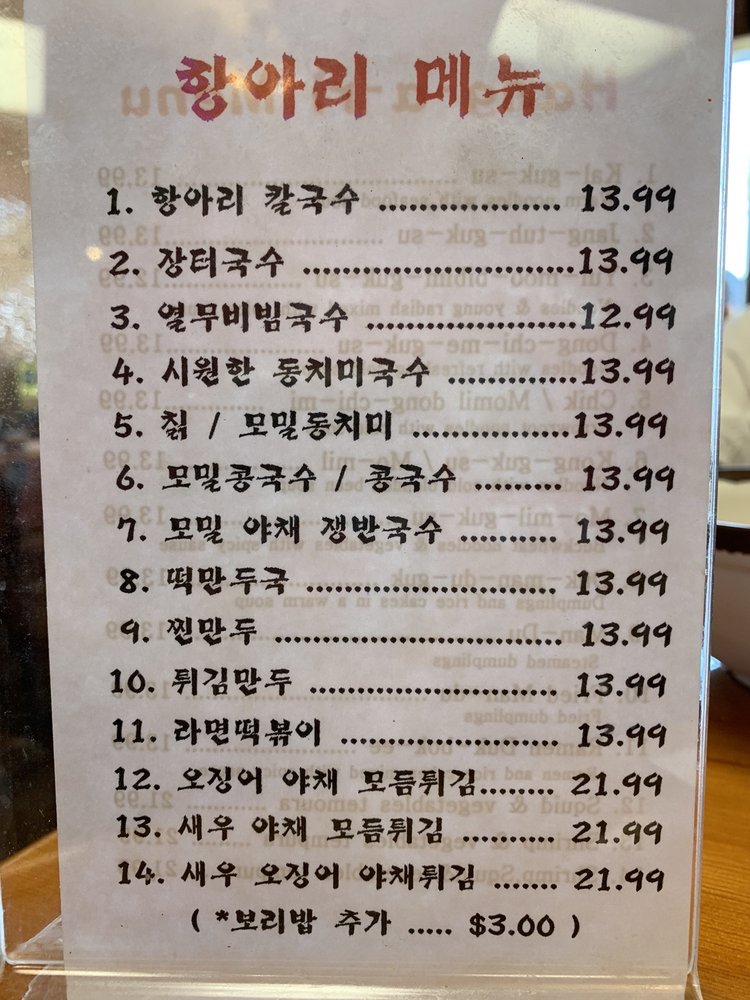 항아리 메뉴
1. 항아리 칼국수 ................... 13.99
2. 장터국수 ............................13.99
3. 열무비빔국수 ......................12.99
4. 시원한 동치미국수 .............13.99
5. 칡 / 모밀동치미 ................13.99
6. 모밀콩국수 / 콩국수 ......... 13.99
7. 모밀 야채 쟁반국수 .......... 13.99
8. 떡만두국 .......................... 13.99
9. 찐만두 ............................. 13.99
10. 튀김만두 ......................... 13.99
11. 라면떡볶이 ...................... 13.99
12. 오징어 야채 모듬튀김....... 21.99
13. 새우 야채 모듬튀김 .......... 21.99
14. 새우 오징어 야채튀김 ....... 21.99
( *보리밥 추가 ..... $3.00 )